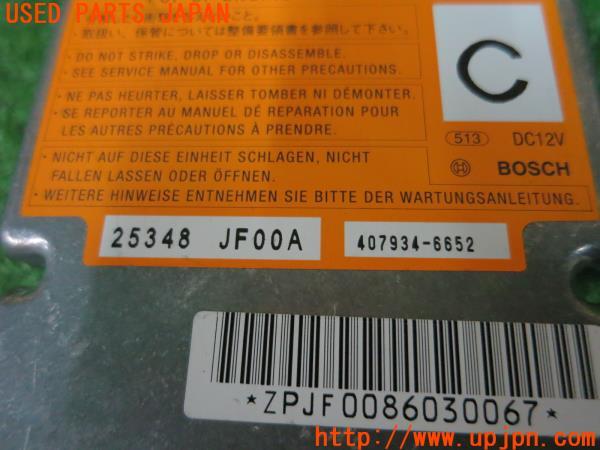 USED PARTS JAPAN
取扱い、保管については整備要領書を参照して下さい。
・DO NOT STRIKE, DROP OR DISASSEMBLE.
・SEE SERVICE MANUAL FOR OTHER PRECAUTIONS.
・NE PAS HEURTER, LAISSER TOMBER NI DÉMONTER.
・SE REPORTER AU MANUEL DE RÉPARATION POUR
LES AUTRES PRÉCAUTIONS À PRENDRE.
・NICHT AUF DIESE EINHEIT SCHLAGEN, NICHT
FALLEN LASSEN ODER ÖFFNEN.
・WEITERE HINWEISE ENTNEHMEN SIE BITTE DER WARTUNGSANLEITUNG.
C
513 DC12V
BOSCH
25348 JF00A
407934-6652
*ZPJF0086030067*
http://www.upjpn.com